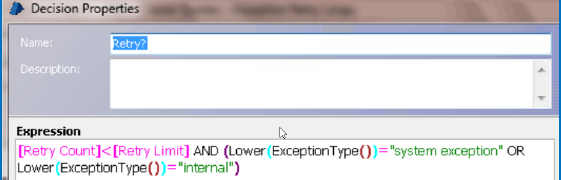 Decision Properties
Name:
Retry?
Description:
Expression
[Retry Count]<[Retry Limit] AND (Lower(ExceptionType())="system exception" OR
Lower(ExceptionType())="internal")